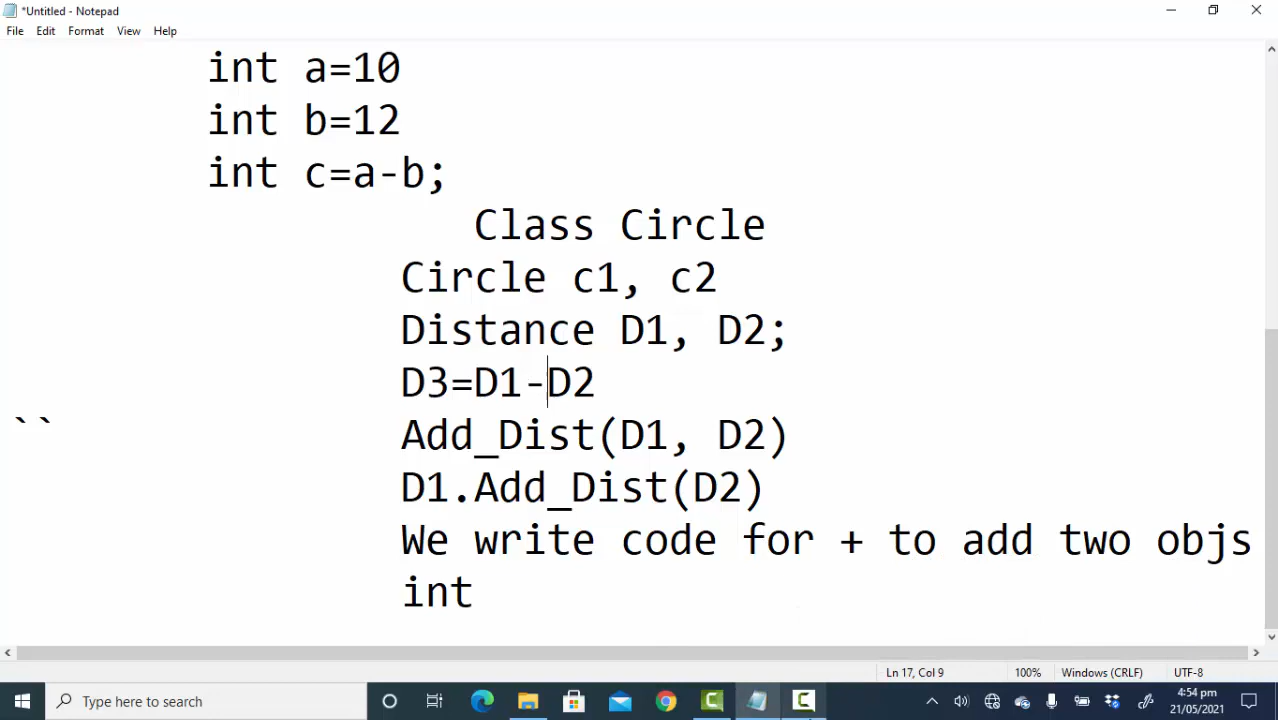 *Untitled - Notepad
File Edit Format View Help
int a=10
int b=12
int c=a-b;
Class Circle
Circle c1, c2
Distance D1, D2;
D3=D1-D2
``
Add_Dist(D1, D2)
D1.Add_Dist(D2)
We write code for + to add two objs
int
Ln 17, Col 9 100% Windows (CRLF) UTF-8
Type here to search
4:54 pm
21/05/2021